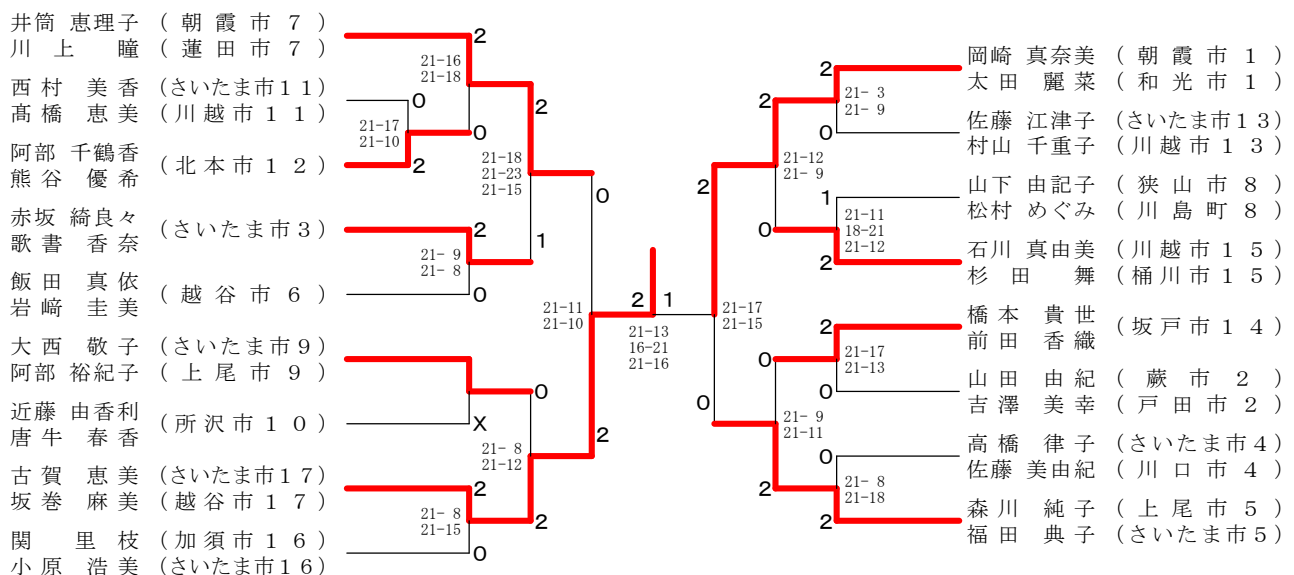 井筒 恵理子 ( 朝 霞 市 ７ )
川 上 瞳 ( 蓮 田 市 ７ )
西 村 美 香 (さいたま市１１)
髙 橋 恵 美 ( 川 越 市 １ １ )
阿部 千鶴香
熊 谷 優 希
( 北 本 市 １ ２ )
赤坂 綺良々
歌 書 香 奈
(さいたま市３)
飯 田 真 依
岩 﨑 圭 美
( 越 谷 市 ６ )
大 西 敬 子 (さいたま市９)
阿部 裕紀子 ( 上 尾 市 ９ )
近藤 由香利
唐 牛 春 香
( 所 沢 市 １ ０ )
古 賀 恵 美 (さいたま市１７)
坂 巻 麻 美 ( 越 谷 市 １ ７ )
関 里 枝 ( 加 須 市 １ ６ )
小 原 浩 美 (さいたま市１６)
2
21-16
21-18
0
21-17
21-10
0
2
2
21-18
21-23
21-15
2
1
21- 9
21- 8
0
0
21-11
21-10
0
X
21- 8
21-12
2
2
21- 8
21-15
2
0
2
1
21-13
16-21
21-16
2
21-17
21-15
0
2
21-12
21- 9
0
2
21- 3
21- 9
0
1
21-11
18-21
21-12
2
2
21-17
21-13
0
0
21- 9
21-11
2
0
21- 8
21-18
2
岡崎 真奈美 ( 朝 霞 市 １ )
太 田 麗 菜 ( 和 光 市 １ )
佐藤 江津子 (さいたま市１３)
村山 千重子 ( 川 越 市 １ ３ )
山下 由記子 ( 狭 山 市 ８ )
松村 めぐみ ( 川 島 町 ８ )
石川 真由美 ( 川 越 市 １ ５ )
杉 田 舞 ( 桶 川 市 １ ５ )
橋 本 貴 世
前 田 香 織
( 坂 戸 市 １ ４ )
山 田 由 紀 ( 蕨 市 ２ )
吉 澤 美 幸 ( 戸 田 市 ２ )
高 橋 律 子 (さいたま市４)
佐藤 美由紀 ( 川 口 市 ４ )
森 川 純 子 ( 上 尾 市 ５ )
福 田 典 子 (さいたま市５)